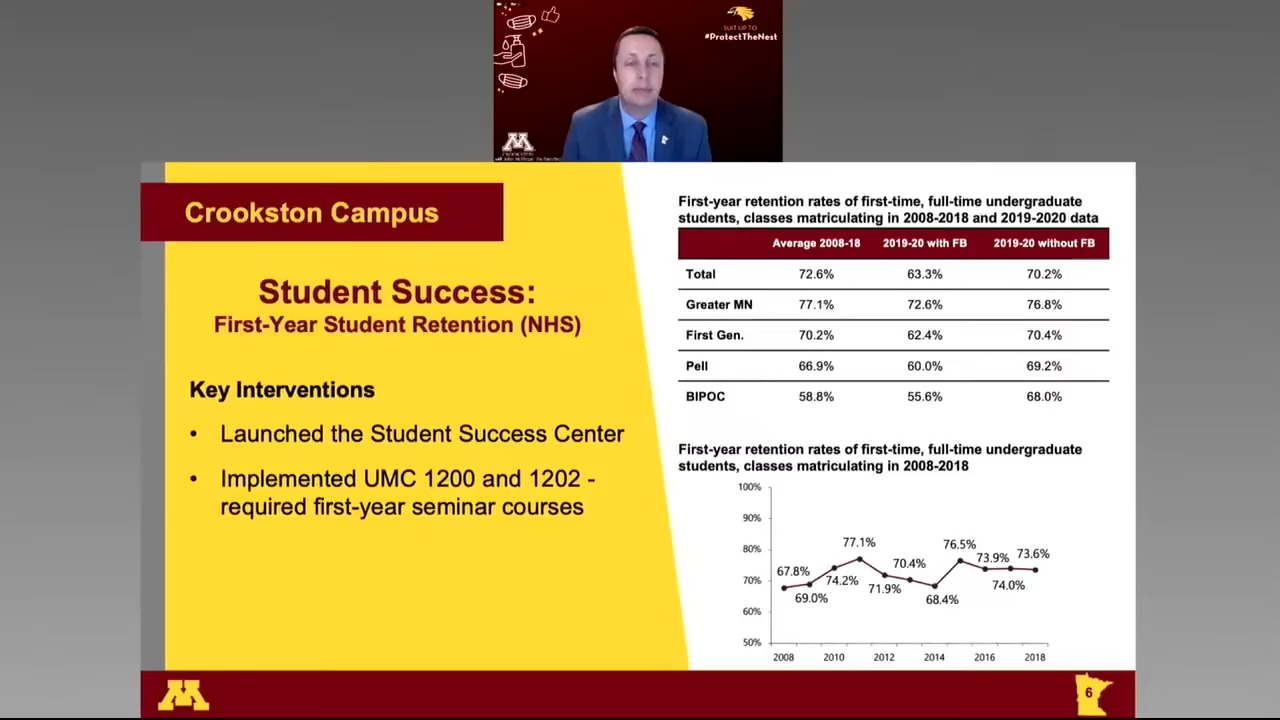 SUIT UP TO
#ProtectTheNest
Crookston Campus
Student Success:
First-Year Student Retention (NHS)
Key Interventions
• Launched the Student Success Center
• Implemented UMC 1200 and 1202 -
required first-year seminar courses
First-year retention rates of first-time, full-time undergraduate
students, classes matriculating in 2008-2018 and 2019-2020 data
Average 2008-18 2019-20 with FB 2019-20 without FB
Total 72.6% 63.3% 70.2%
Greater MN 77.1% 72.6% 76.8%
First Gen. 70.2% 62.4% 70.4%
Pell 66.9% 60.0% 69.2%
BIPOC 58.8% 55.6% 68.0%
First-year retention rates of first-time, full-time undergraduate
students, classes matriculating in 2008-2018
100%
90%
80%
70%
60%
50%
67.8% 69.0% 74.2% 77.1% 71.9% 70.4% 68.4% 76.5% 73.9% 74.0% 73.6%
2008 2010 2012 2014 2016 2018
M
6